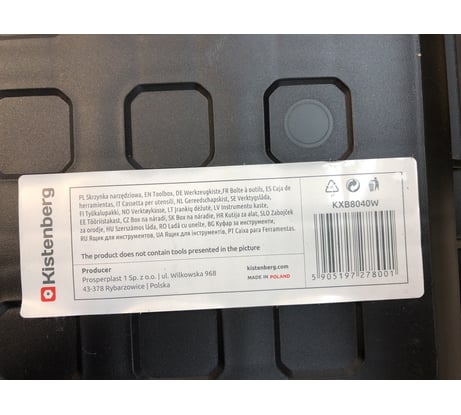 Kistenberg
PL Skrzynka narzędziowa, EN Toolbox, DE Werkzeugkiste,FR Boîte à outils, ES Caja de
herramientas, IT Cassetta per utensili, NL Gereedschapskist, SE Verktygslåda,
FI Työkalupakki, NO Verktøykasse, LT Įrankių dėžutė, LV Instrumentu kaste,
EE Tööriistakast, CZ Box na náradí, SK Box na náradie, HR Kutija za alat, SLO Zabojček
za orodje, HU Szerszámos láda, RO Ladă cu unelte, BG Куфар за инструменти,
RU Ящик для инструментов, UA Ящик для інструментів, PT Caixa para Ferramentas.
The product does not contain tools presented in the picture
Producer
Prosperplast 1 Sp. z o.o. | ul. Wilkowska 968
43-378 Rybarzowice | Polska
kistenberg.com
MADE IN POLAND
KXB8040W
5 905197 278001